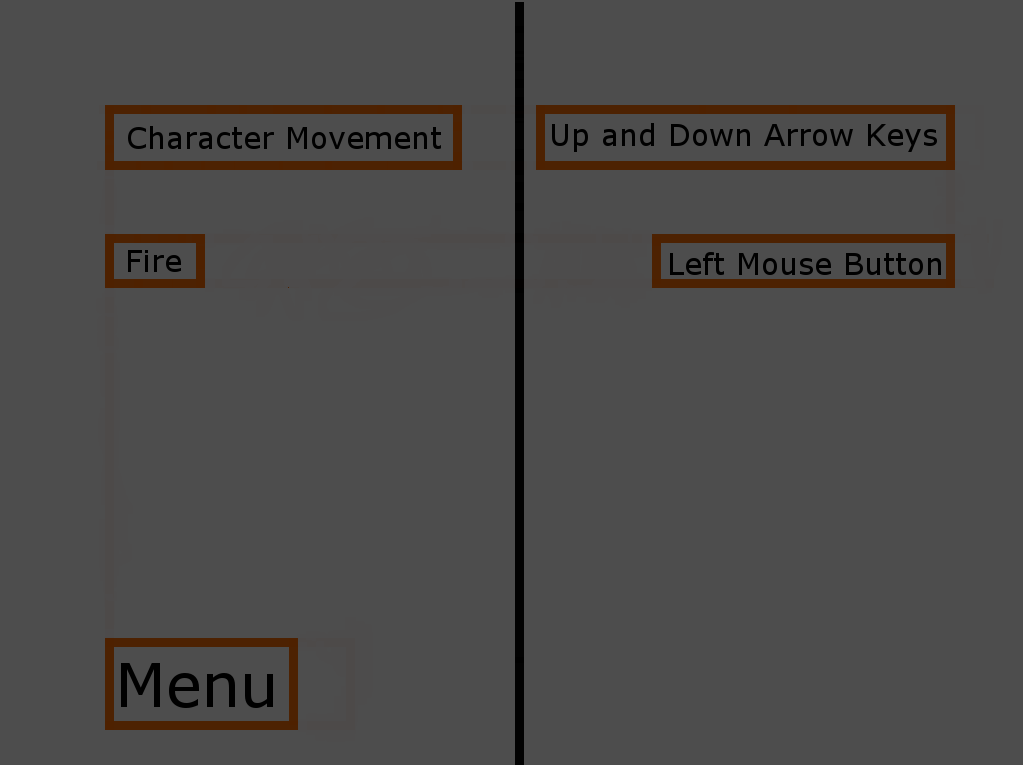 Character Movement
Up and Down Arrow Keys
Fire
Left Mouse Button
Menu